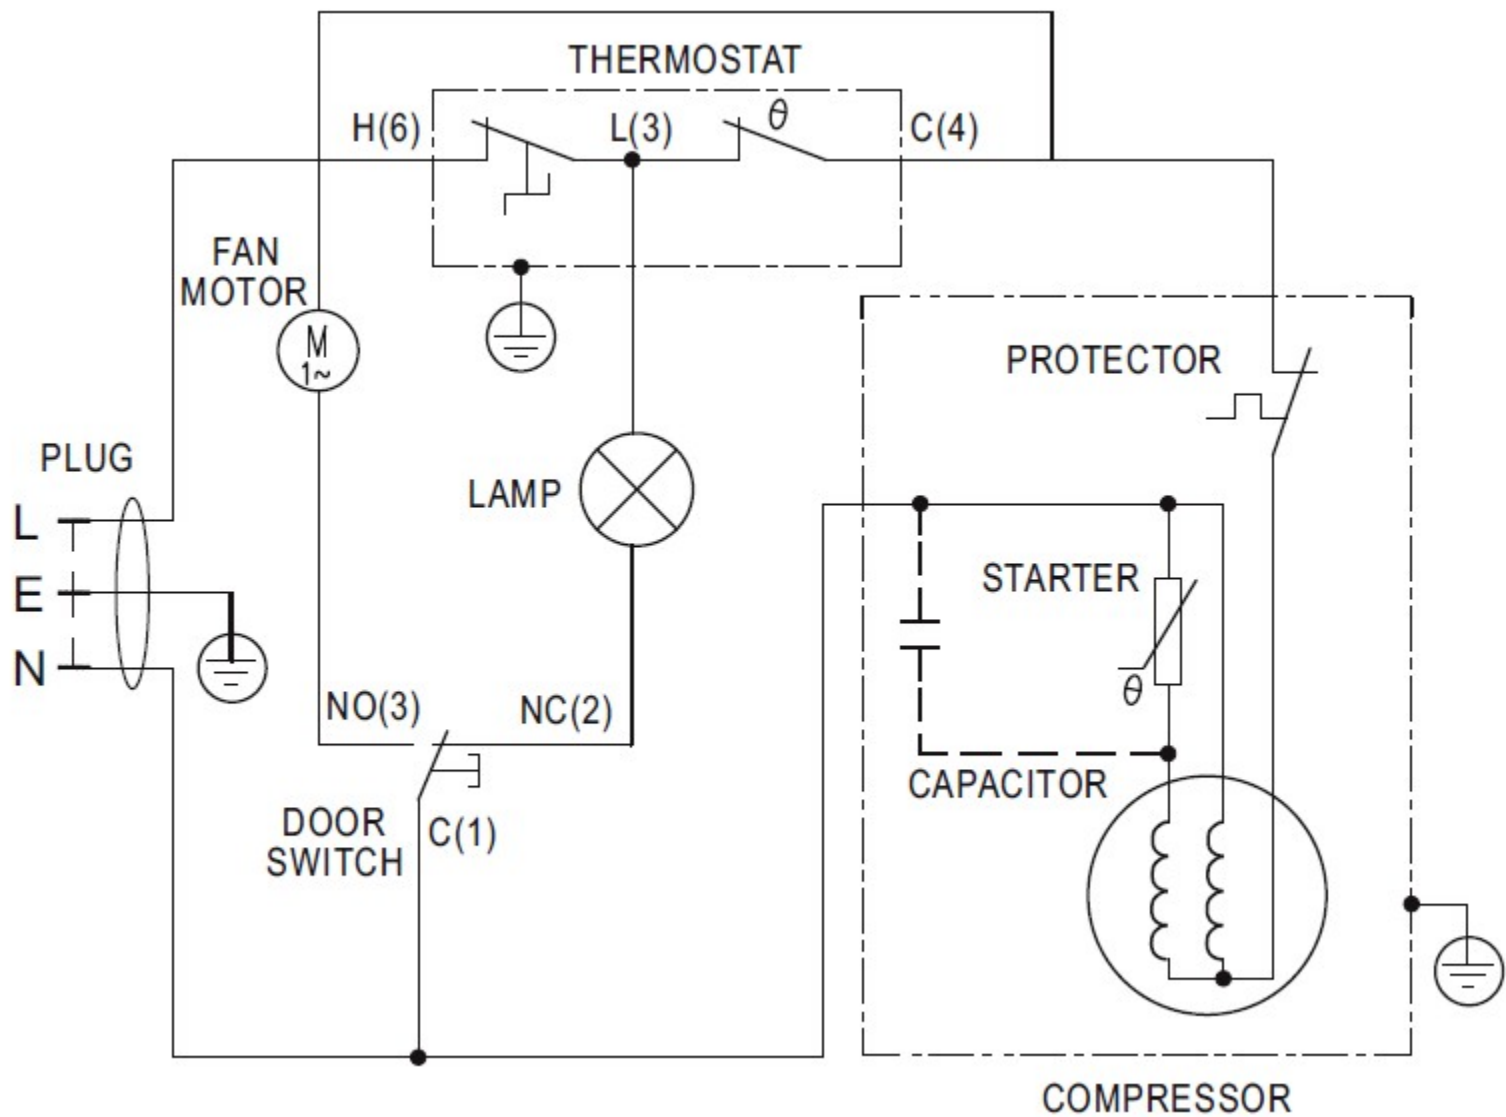 THERMOSTAT
H(6)
L(3)
θ
C(4)
FAN
MOTOR
M
1~
PROTECTOR
PLUG
LAMP
L
E
N
STARTER
θ
NO(3)
NC(2)
CAPACITOR
DOOR
SWITCH
C(1)
COMPRESSOR